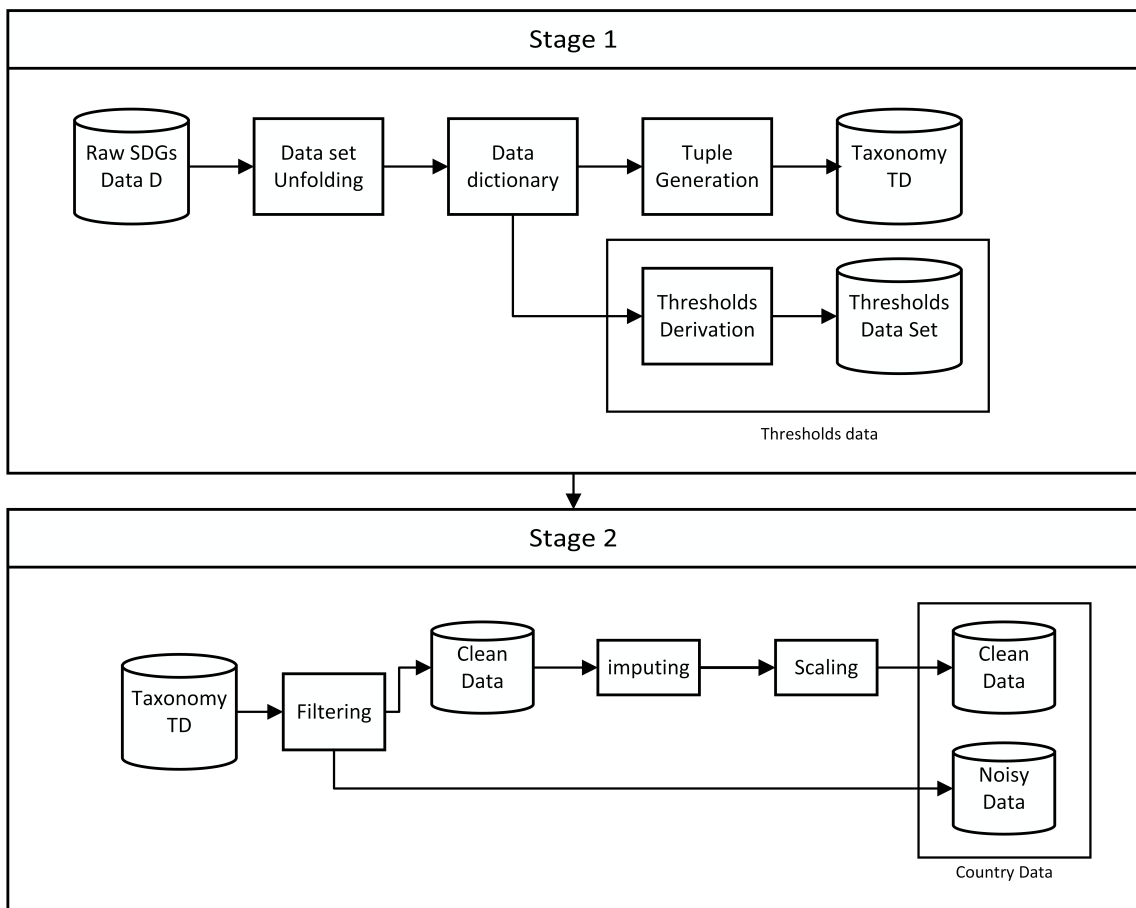 Stage 1
Raw SDGs
Data D
Data set
Unfolding
Data
dictionary
Tuple
Generation
Taxonomy
TD
Thresholds
Derivation
Thresholds
Data Set
Thresholds data
Stage 2
Taxonomy
TD
Filtering
Clean
Data
imputing
Scaling
Clean
Data
Noisy
Data
Country Data